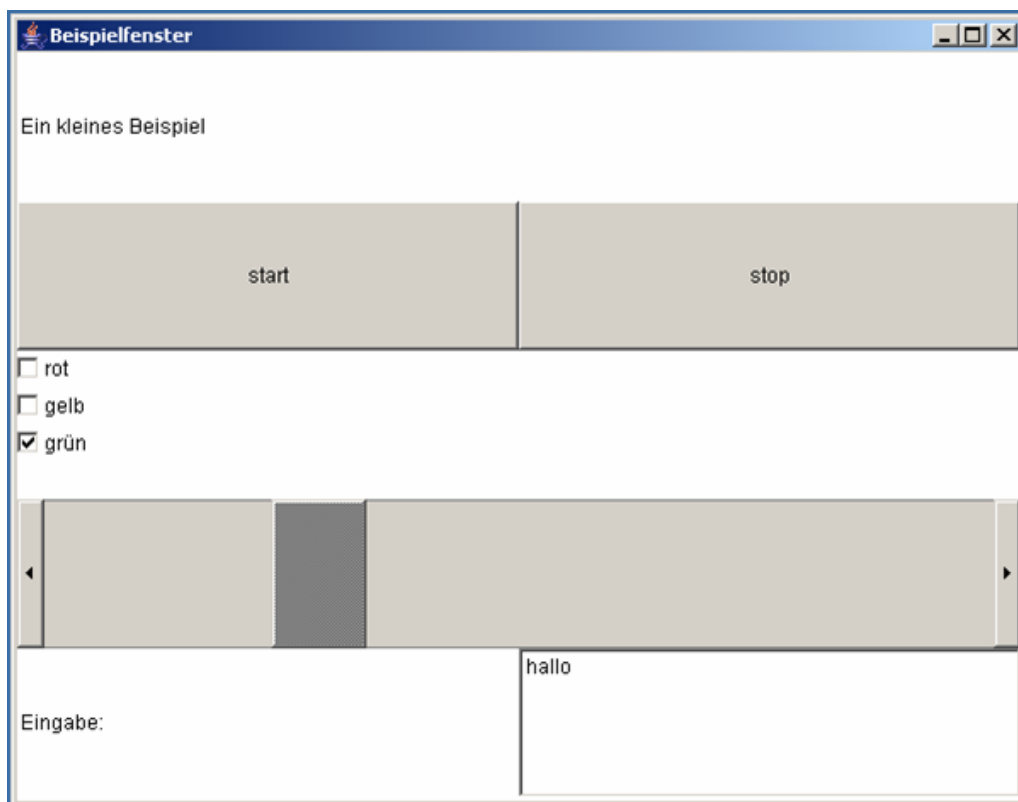 Beispielfenster
Ein kleines Beispiel
start
stop
rot
gelb
grün
hallo
Eingabe: